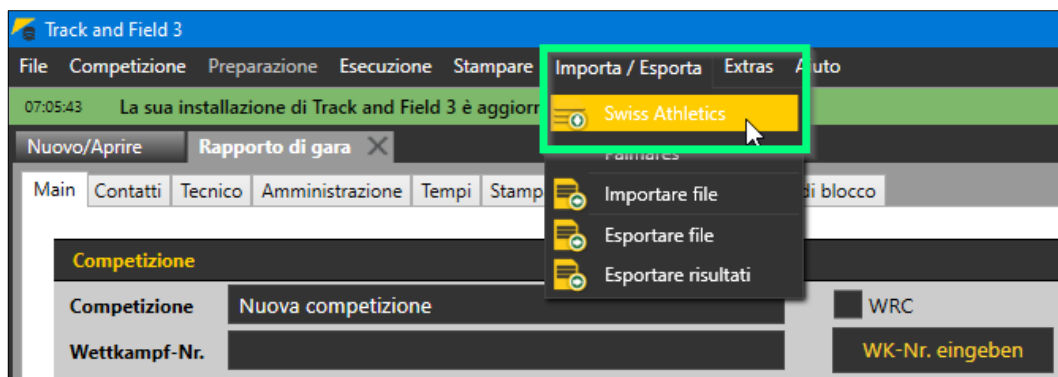 Track and Field 3
File Competizione Preparazione Esecuzione Stampare Importa / Esporta Extras Aiuto
07:05:43 La sua installazione di Track and Field 3 è
Swiss Athletics
Nuovo/Aprire Rapporto di gara
Palmares
Main Contatti Tecnico Amministrazione Tempi di blocco
Importare file
Esportare file
Competizione
Esportare risultati
Competizione Nuova competizione WRC
Wettkampf-Nr. WK-Nr. eingeben